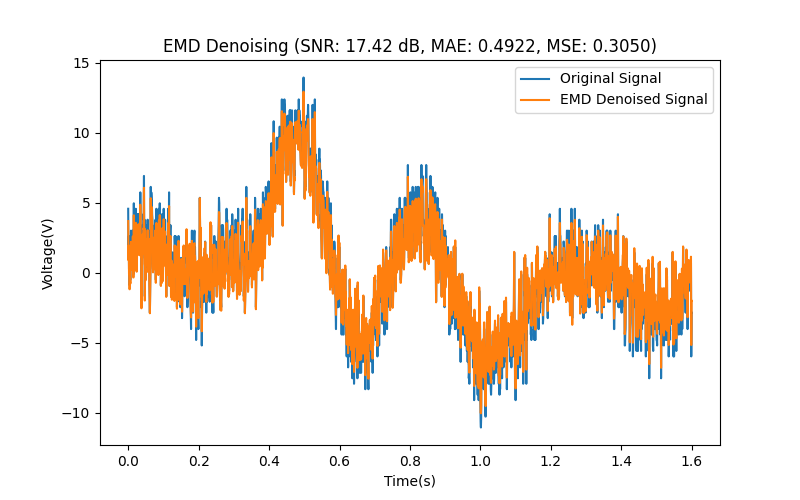 EMD Denoising (SNR: 17.42 dB, MAE: 0.4922, MSE: 0.3050)
Original Signal
EMD Denoised Signal
15
10
5
0
−5
−10
Voltage(V)
0.0 0.2 0.4 0.6 0.8 1.0 1.2 1.4 1.6
Time(s)